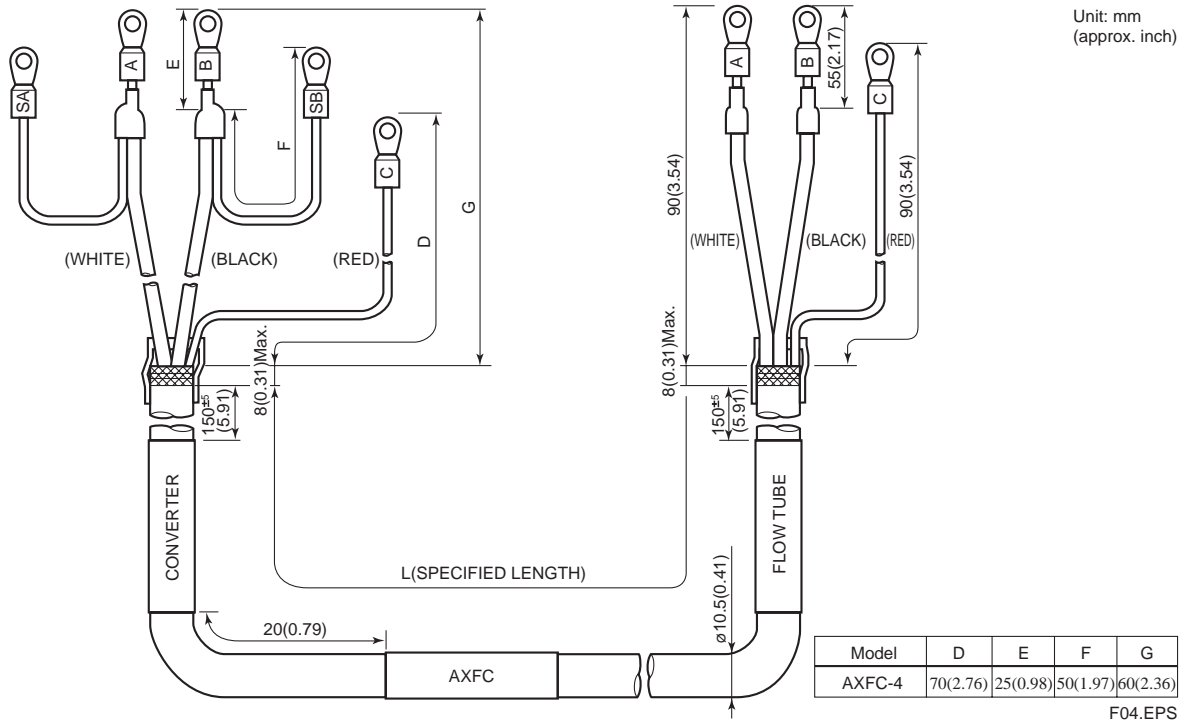 Unit: mm
(approx. inch)
A
B
SA
SB
C
E
F
D
G
(WHITE)
(BLACK)
(RED)
8(0.31)Max.
150±5
(5.91)
CONVERTER
20(0.79)
AXFC
L(SPECIFIED LENGTH)
A
B
C
55(2.17)
90(3.54)
90(3.54)
(WHITE)
(BLACK)
(RED)
8(0.31)Max.
150±5
(5.91)
FLOW TUBE
ø10.5(0.41)
Model D E F G
AXFC-4 70(2.76) 25(0.98) 50(1.97) 60(2.36)
F04.EPS